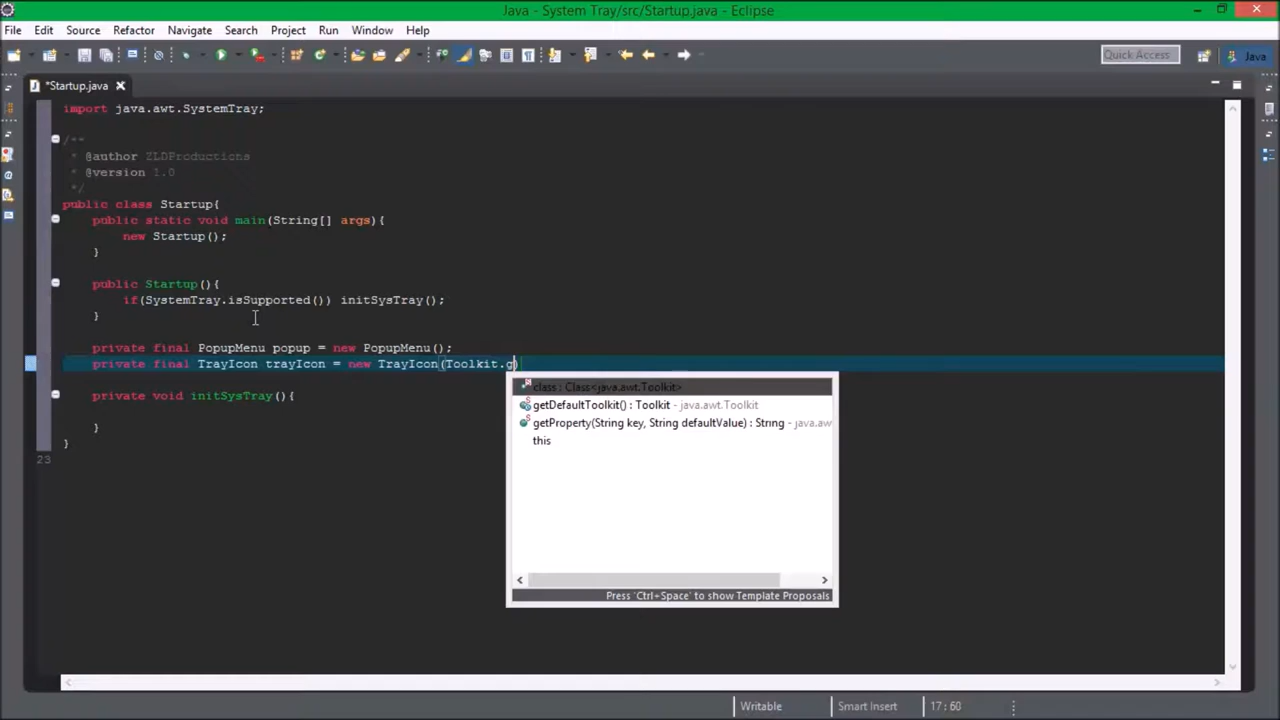 Java - System Tray/src/Startup.java - Eclipse
File Edit Source Refactor Navigate Search Project Run Window Help
Quick Access Java
*Startup.java
import java.awt.SystemTray;
/**
* @author ZLDProductions
* @version 1.0
*/
public class Startup{
public static void main(String[] args){
new Startup();
}
public Startup(){
if(SystemTray.isSupported()) initSysTray();
}
private final PopupMenu popup = new PopupMenu();
private final TrayIcon trayIcon = new TrayIcon(Toolkit.g)
class : Class<java.awt.Toolkit>
private void initSysTray(){
getDefaultToolkit() : Toolkit - java.awt.Toolkit
getProperty(String key, String defaultValue) : String - java.aw
}
this
}
23
Press 'Ctrl+Space' to show Template Proposals
Writable Smart Insert 17 : 60